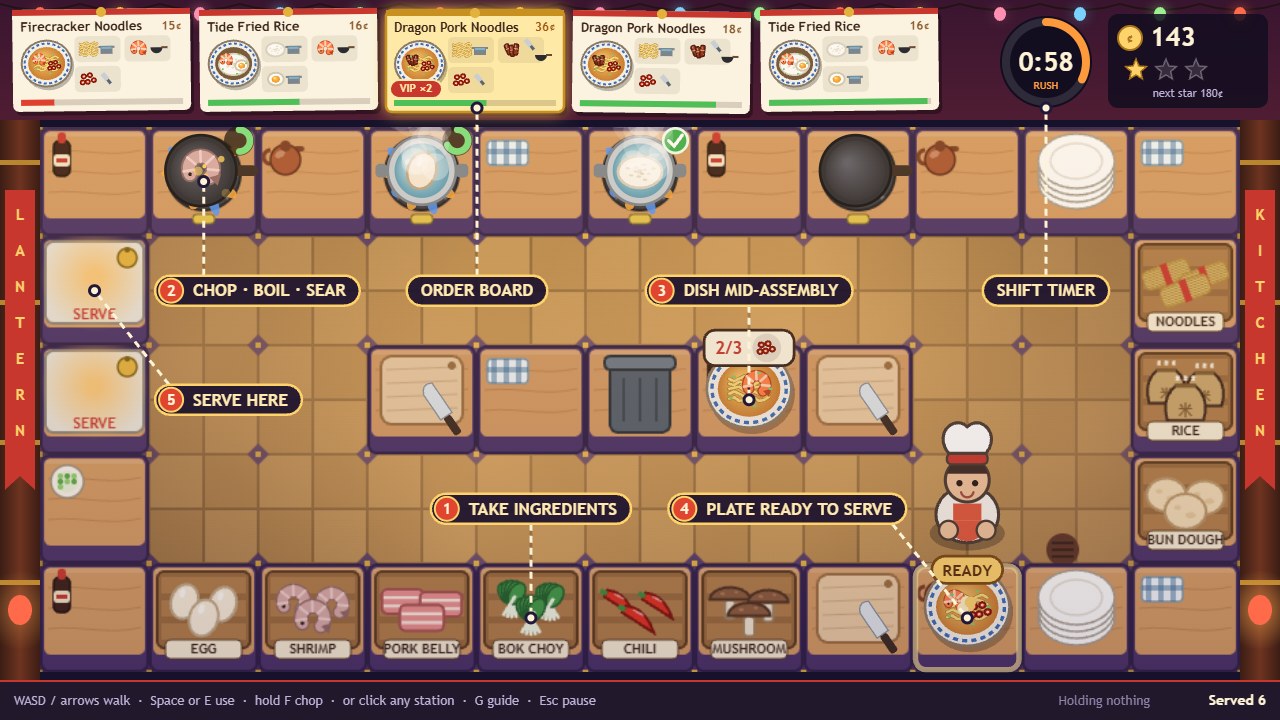 Firecracker Noodles 15¢
Tide Fried Rice 16¢
Dragon Pork Noodles 36¢
VIP ×2
Dragon Pork Noodles 18¢
Tide Fried Rice 16¢
0:58
RUSH
¢ 143
next star 180¢
LANTERN
KITCHEN
SERVE
2 CHOP · BOIL · SEAR
ORDER BOARD
3 DISH MID-ASSEMBLY
SHIFT TIMER
NOODLES
2/3
SERVE
5 SERVE HERE
RICE
1 TAKE INGREDIENTS
4 PLATE READY TO SERVE
BUN DOUGH
READY
EGG
SHRIMP
PORK BELLY
BOK CHOY
CHILI
MUSHROOM
WASD / arrows walk · Space or E use · hold F chop · or click any station · G guide · Esc pause
Holding nothing
Served 6